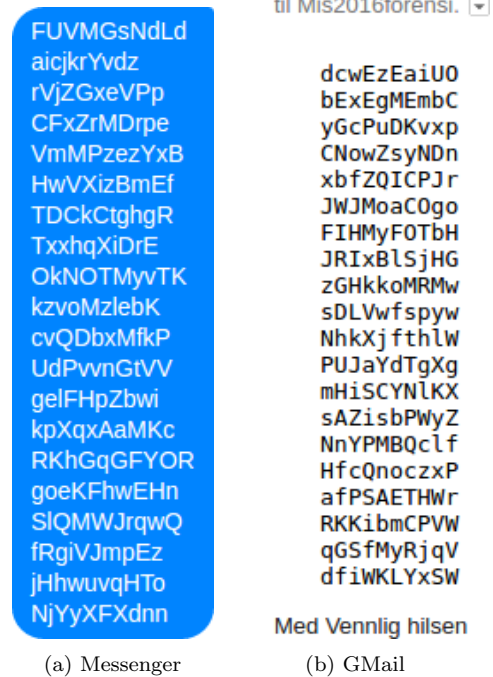 FUVMGsNdLd
aicjkrYvdz
rVjZGxeVPp
CFxZrMDrpe
VmMPzezYxB
HwVXizBmEf
TDCkCtghgR
TxxhqXiDrE
OkNOTMyvTK
kzvoMzlebK
cvQDbxMfkP
UdPvvnGtVV
gelFHpZbwi
kpXqxAaMKc
RKhGqGFYOR
goeKFhwEHn
SlQMWJrqwQ
fRgiVJmpEz
jHhwuvqHTo
NjYyXFXdnn
(a) Messenger
til Mis2016forensi.
dcwEzEaiUO
bExEgMEmbC
yGcPuDKvxp
CNowZsyNDn
xbfZQICPJr
JWJMoaCOgo
FIHMyFOTbH
JRIxBlSjHG
zGHkkoMRMw
sDLVwfspyw
NhkXjfthlW
PUJaYdTgXg
mHiSCYNlKX
sAZisbPWyZ
NnYPMBQclf
HfcQnoczxP
afPSAETHWr
RKKibmCPVW
qGSfMyRjqV
dfiWKLYxSW
Med Vennlig hilsen
(b) GMail